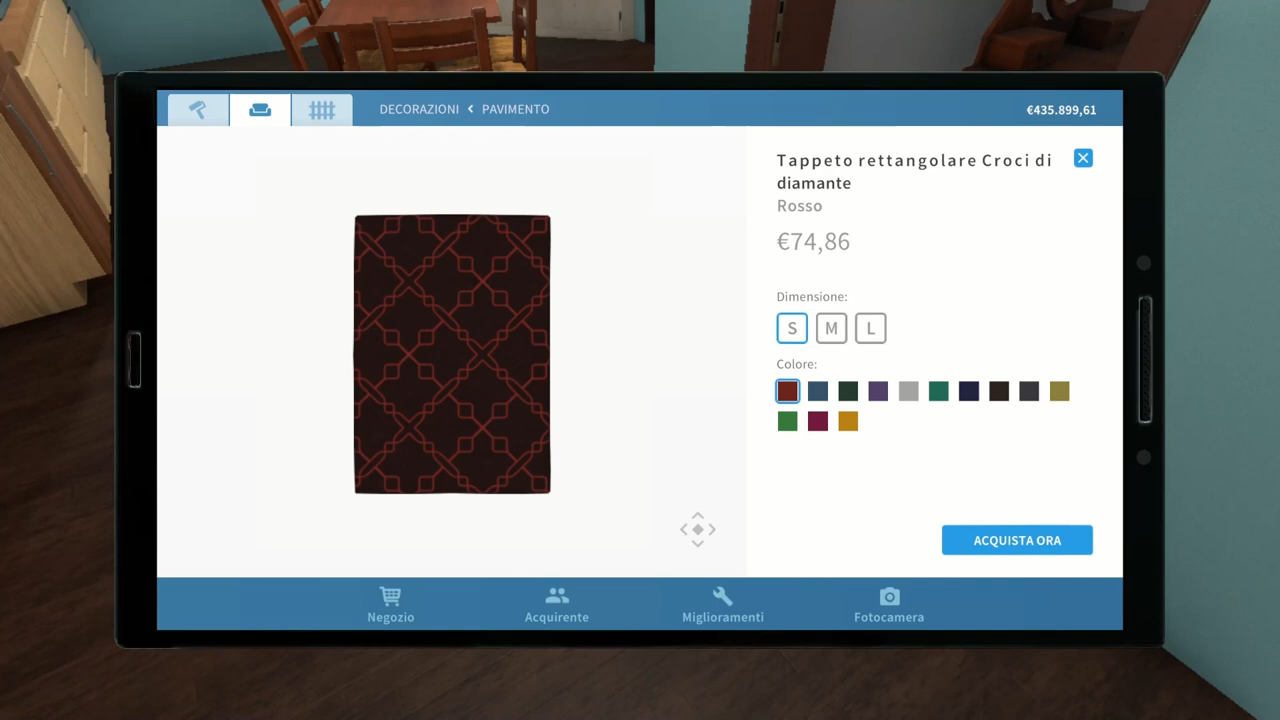 DECORAZIONI < PAVIMENTO
€435.899,61
Tappeto rettangolare Croci di
diamante
Rosso
€74,86
Dimensione:
S M L
Colore:
ACQUISTA ORA
Negozio
Acquirente
Miglioramenti
Fotocamera